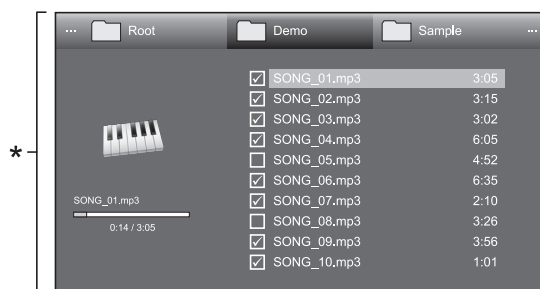 ... Root Demo Sample ...
SONG_01.mp3 3:05
SONG_02.mp3 3:15
SONG_03.mp3 3:02
SONG_04.mp3 6:05
SONG_05.mp3 4:52
SONG_06.mp3 6:35
SONG_07.mp3 2:10
SONG_08.mp3 3:26
SONG_09.mp3 3:56
SONG_10.mp3 1:01
*
SONG_01.mp3
0:14 / 3:05